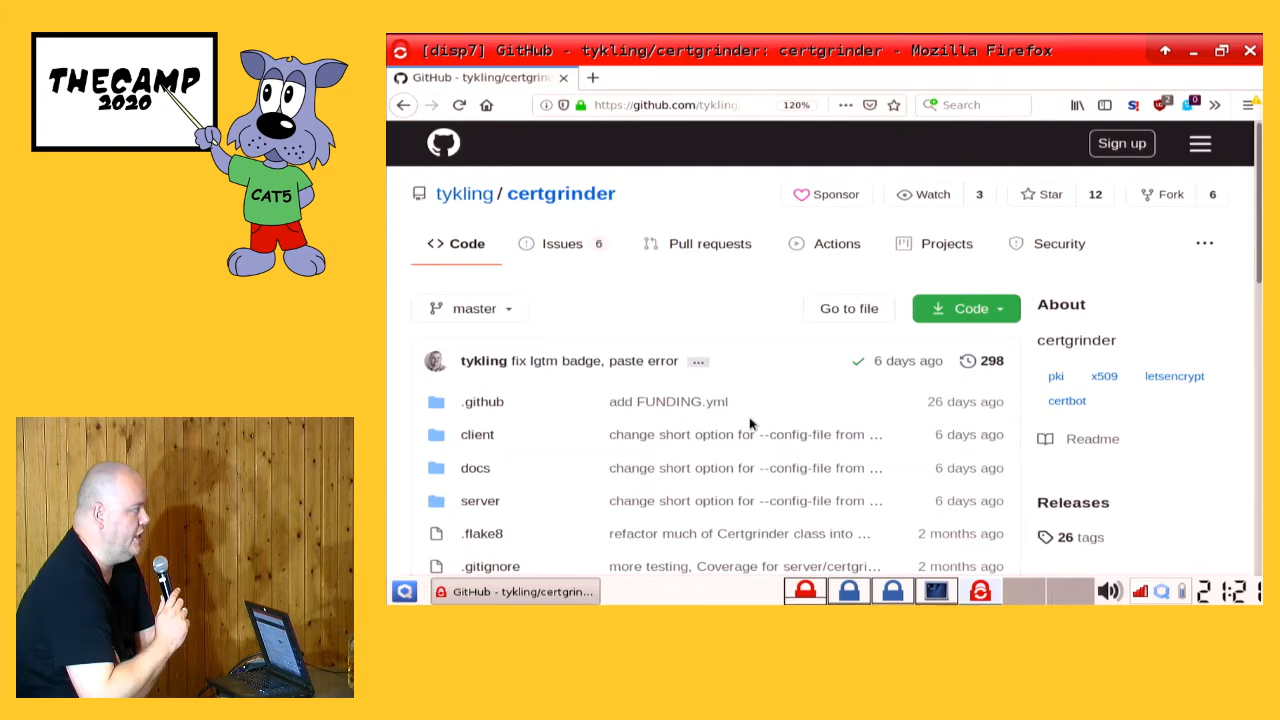 THECAMP
2020
CAT5
[disp7] GitHub - tykling/certgrinder: certgrinder - Mozilla Firefox
GitHub - tykling/certgrin
https://github.com/tykling
120%
Search
2
0
Sign up
tykling / certgrinder
Sponsor
Watch 3
Star 12
Fork 6
Code
Issues 6
Pull requests
Actions
Projects
Security
master
Go to file
Code
About
certgrinder
pki x509 letsencrypt
certbot
Readme
Releases
26 tags
tykling fix lgtm badge, paste error 6 days ago 298
.github add FUNDING.yml 26 days ago
client change short option for --config-file from … 6 days ago
docs change short option for --config-file from … 6 days ago
server change short option for --config-file from … 6 days ago
.flake8 refactor much of Certgrinder class into … 2 months ago
.gitignore more testing, Coverage for server/certgri… 2 months ago
GitHub - tykling/certgrin...
21:21